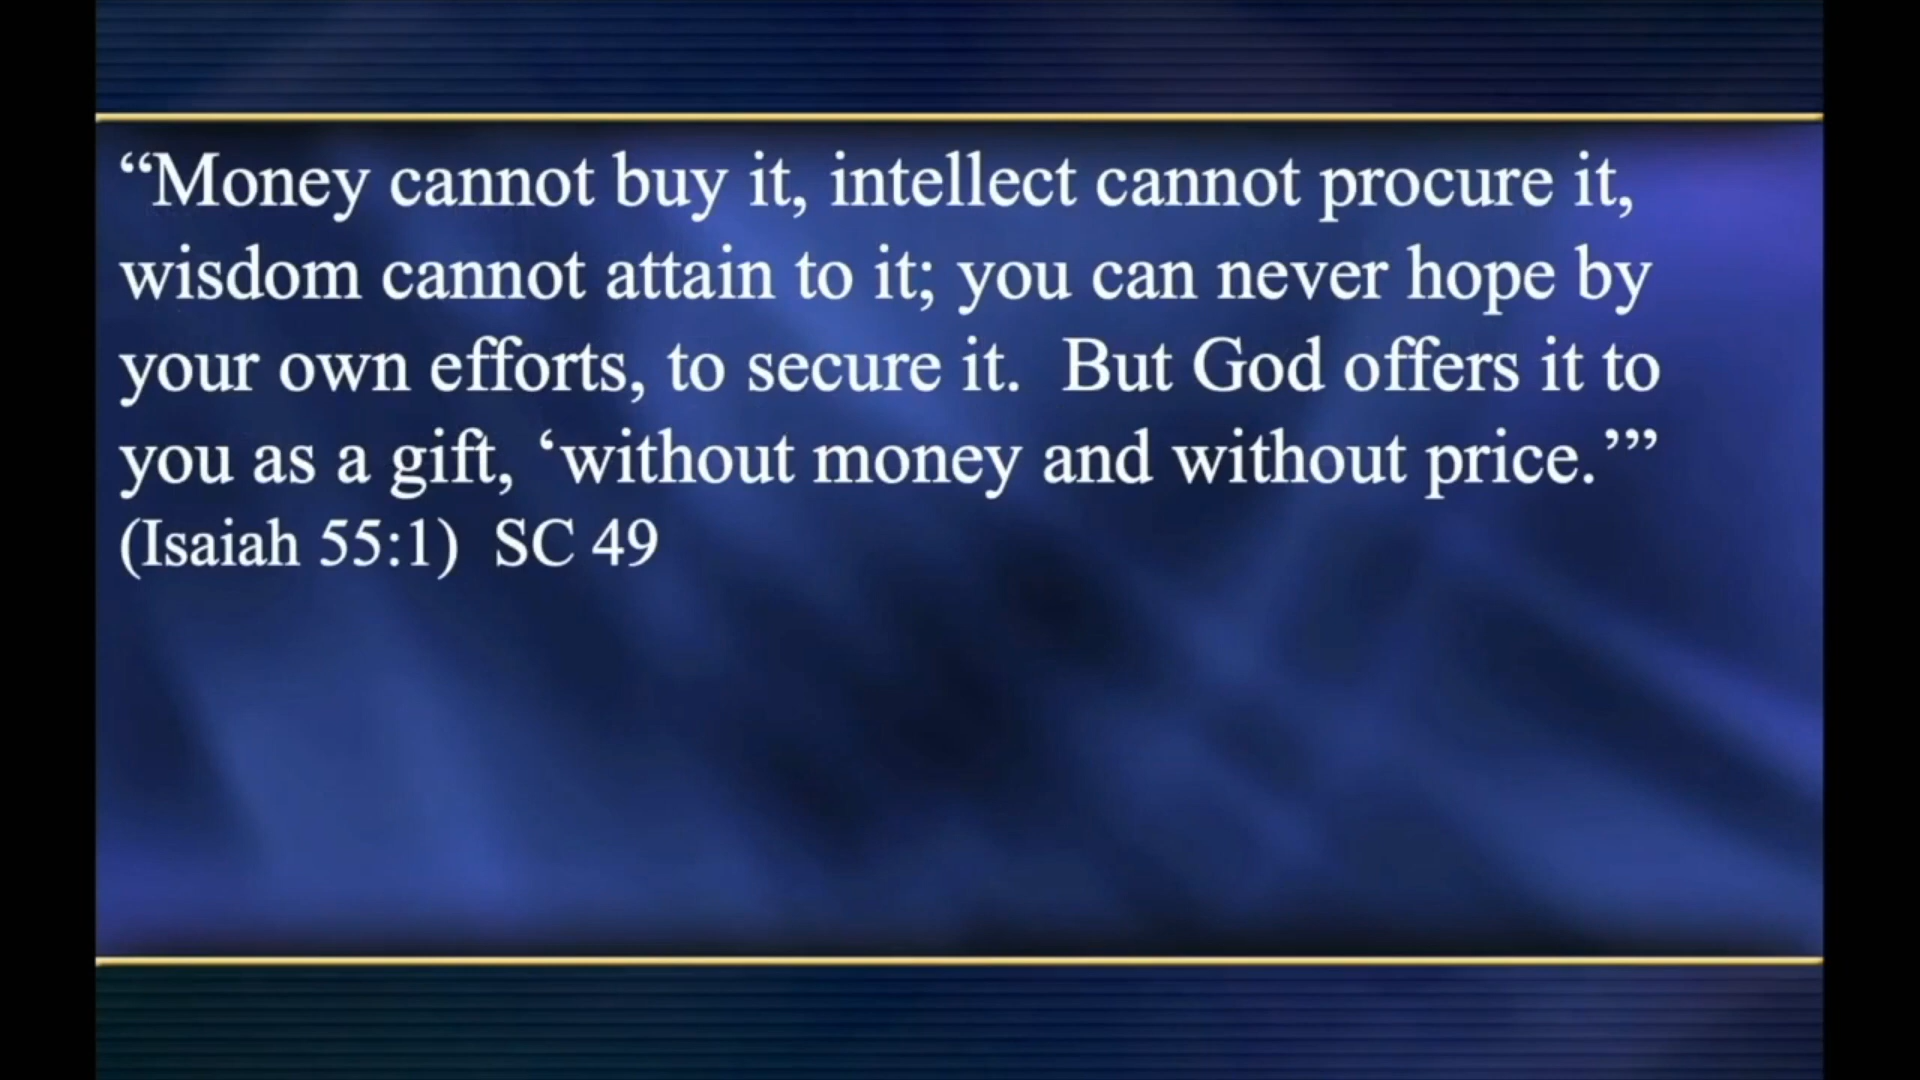 “Money cannot buy it, intellect cannot procure it,
wisdom cannot attain to it; you can never hope by
your own efforts, to secure it.  But God offers it to
you as a gift, ‘without money and without price.’”
(Isaiah 55:1)  SC 49